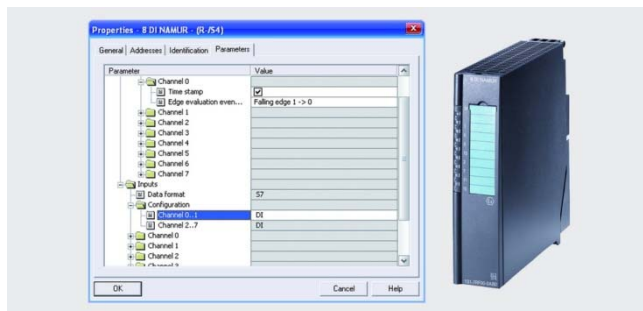 Properties - 8 DI NAMUR - (R-/S4)
General Addresses Identification Parameters
Parameter Value
Channel 0
Time stamp
Edge evaluation even... Falling edge 1 -> 0
Channel 1
Channel 2
Channel 3
Channel 4
Channel 5
Channel 6
Channel 7
Inputs
Data format S7
Configuration
Channel 0..1 DI
Channel 2..7 DI
Channel 0
Channel 1
Channel 2
OK Cancel Help
8 DI NAMUR